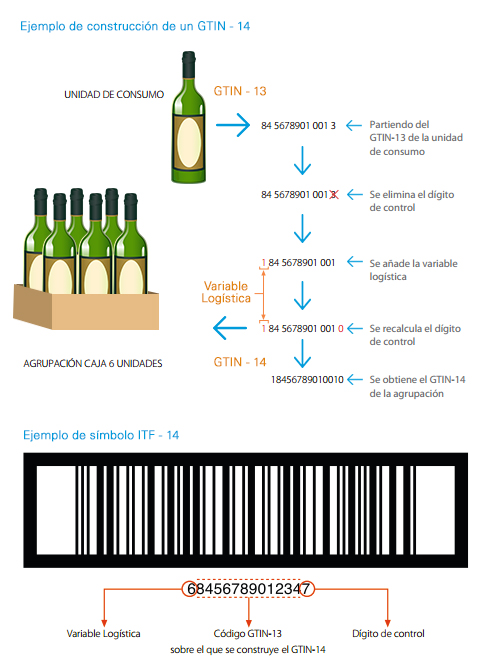 Ejemplo de construcción de un GTIN - 14
UNIDAD DE CONSUMO
GTIN - 13
84 5678901 001 3
Partiendo del
GTIN-13 de la unidad
de consumo
84 5678901 001 3
Se elimina el dígito
de control
1 84 5678901 001
Se añade la variable
logística
Variable
Logística
1 84 5678901 001 0
Se recalcula el dígito
de control
GTIN - 14
AGRUPACIÓN CAJA 6 UNIDADES
18456789010010
Se obtiene el GTIN-14
de la agrupación
Ejemplo de símbolo ITF - 14
68456789012347
Variable Logística
Código GTIN-13
sobre el que se construye el GTIN-14
Dígito de control